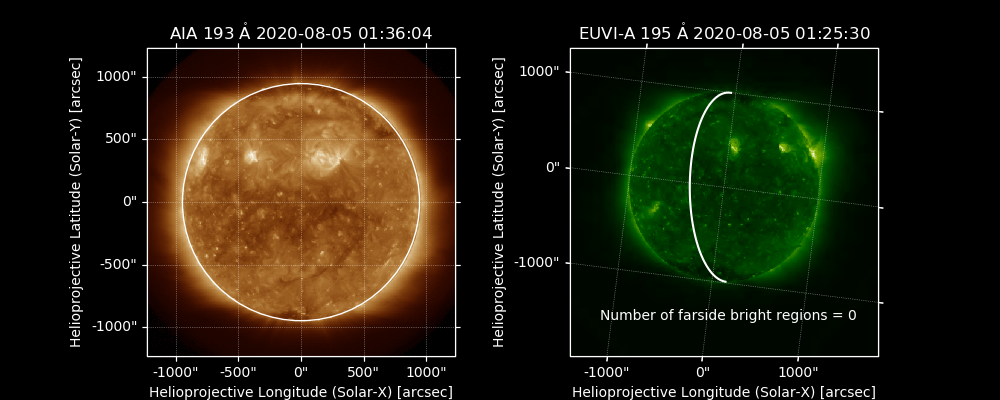 AIA 193 Å 2020-08-05 01:36:04
1000"
500"
0"
-500"
-1000"
Helioprojective Latitude (Solar-Y) [arcsec]
-1000"
-500"
0"
500"
1000"
Helioprojective Longitude (Solar-X) [arcsec]
EUVI-A 195 Å 2020-08-05 01:25:30
1000"
0"
-1000"
Helioprojective Latitude (Solar-Y) [arcsec]
Number of farside bright regions = 0
-1000"
0"
1000"
Helioprojective Longitude (Solar-X) [arcsec]